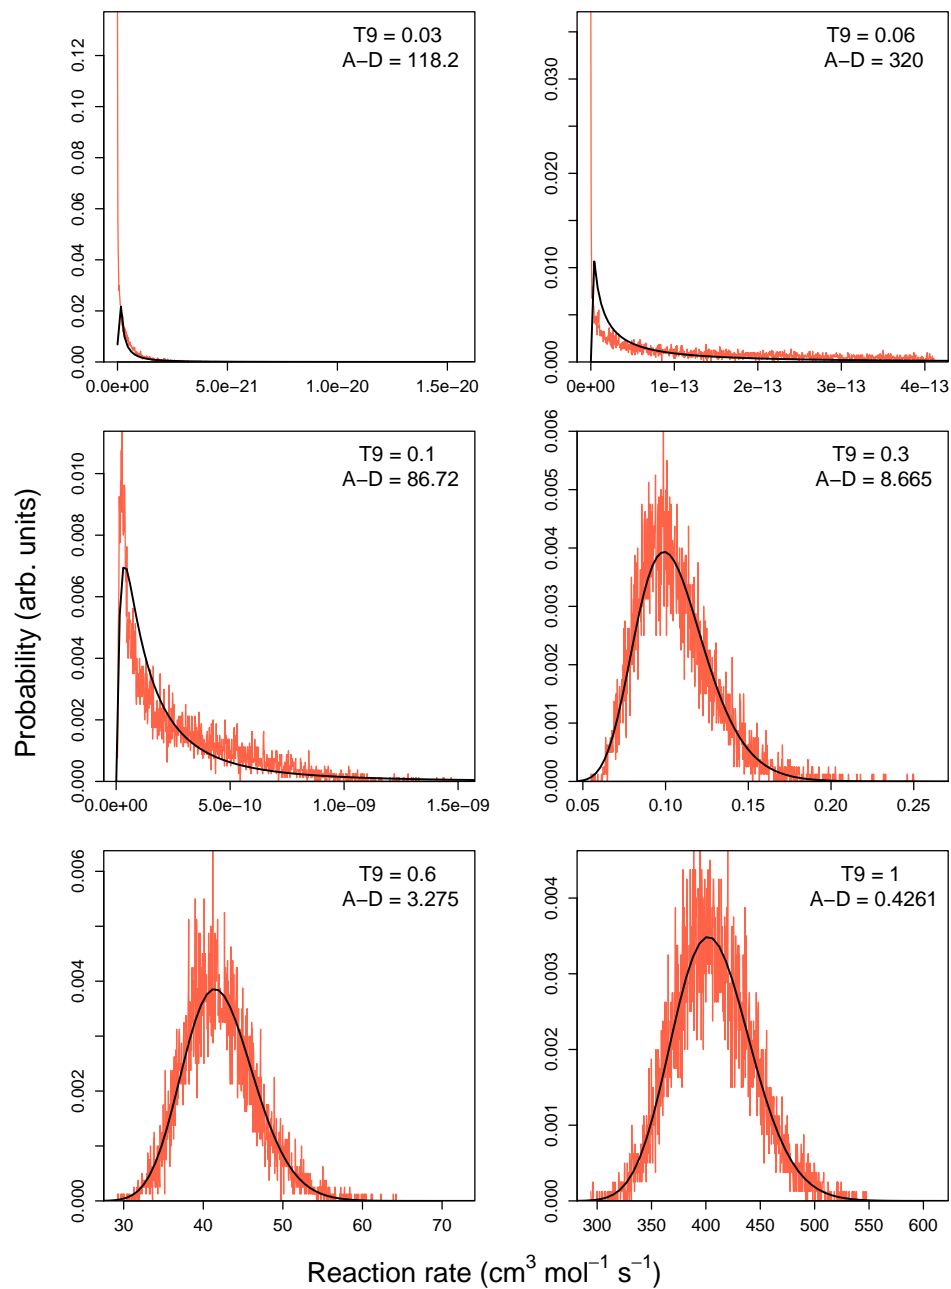 T9 = 0.03
A−D = 118.2
0.12
0.10
0.08
0.06
0.04
0.02
0.00
0.0e+00 5.0e−21 1.0e−20 1.5e−20
T9 = 0.06
A−D = 320
0.030
0.020
0.010
0.000
0e+00 1e−13 2e−13 3e−13 4e−13
T9 = 0.1
A−D = 86.72
0.010
0.008
0.006
0.004
0.002
0.000
0.0e+00 5.0e−10 1.0e−09 1.5e−09
T9 = 0.3
A−D = 8.665
0.006
0.005
0.004
0.003
0.002
0.001
0.000
0.05 0.10 0.15 0.20 0.25
T9 = 0.6
A−D = 3.275
0.006
0.004
0.002
0.000
30 40 50 60 70
T9 = 1
A−D = 0.4261
0.004
0.003
0.002
0.001
0.000
300 350 400 450 500 550 600
Probability (arb. units)
Reaction rate (cm³ mol⁻¹ s⁻¹)